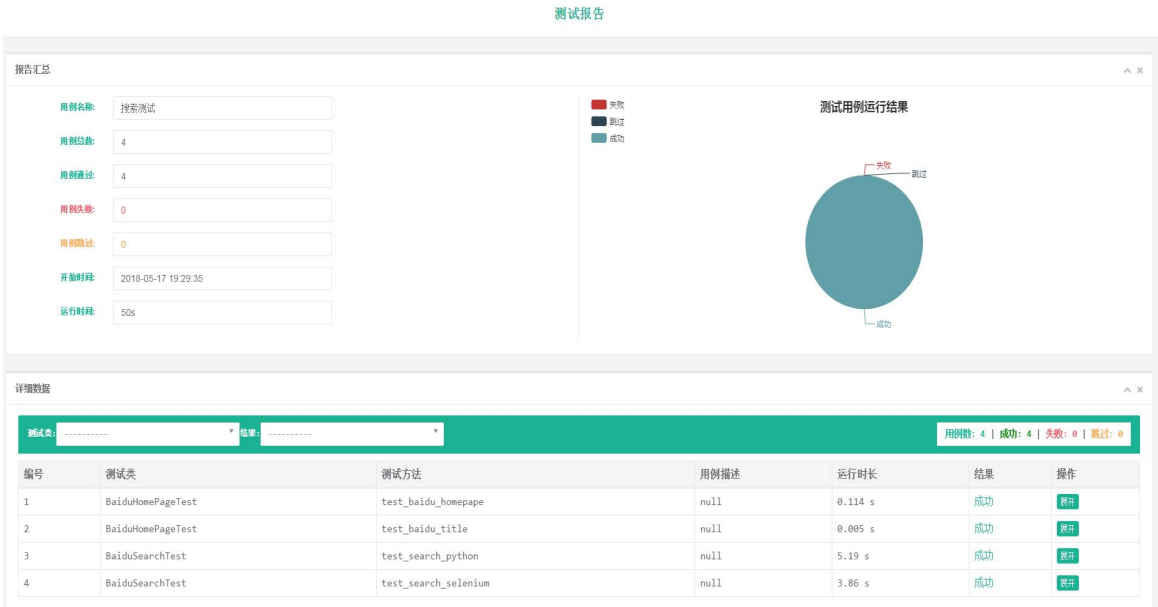 测试报告
报告汇总
用例名称: 搜索测试
用例总数: 4
用例通过: 4
用例失败: 0
用例跳过: 0
开始时间: 2018-05-17 19:29:35
运行时间: 50s
失败
跳过
成功
测试用例运行结果
失败
跳过
成功
详细数据
测试类: ---------- 结果: ---------- 用例数: 4 | 成功: 4 | 失败: 0 | 跳过: 0
编号 测试类 测试方法 用例描述 运行时长 结果 操作
1 BaiduHomePageTest test_baidu_homepape null 0.114 s 成功 展开
2 BaiduHomePageTest test_baidu_title null 0.005 s 成功 展开
3 BaiduSearchTest test_search_python null 5.19 s 成功 展开
4 BaiduSearchTest test_search_selenium null 3.86 s 成功 展开